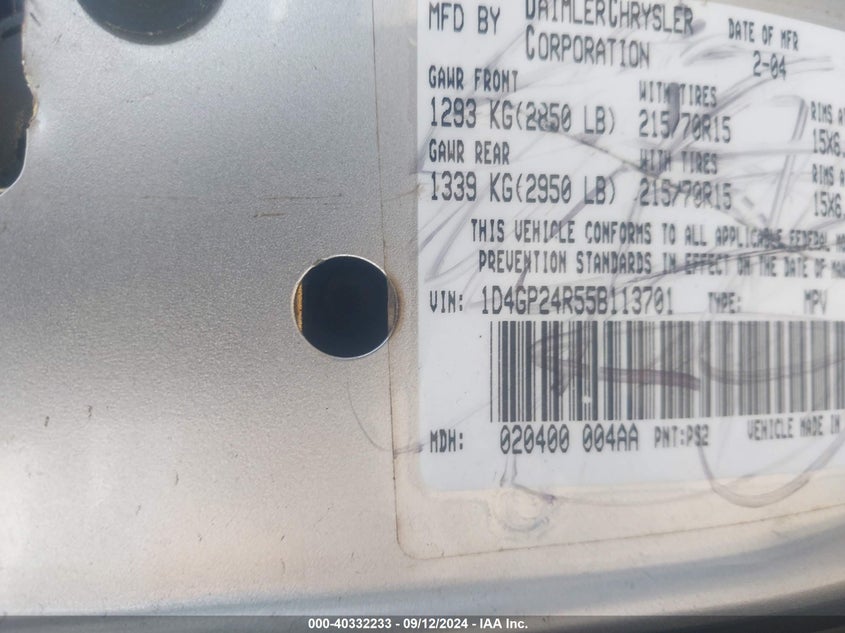 MFD BY DAIMLERCHRYSLER CORPORATION
DATE OF MFR
2-04
GAWR FRONT WITH TIRES
1293 KG(2850 LB) 215/70R15 15X6.
GAWR REAR WITH TIRES
1339 KG(2950 LB) 215/70R15 15X6.
THIS VEHICLE CONFORMS TO ALL APPLICABLE FEDERAL
PREVENTION STANDARDS IN EFFECT ON THE DATE OF
VIN: 1D4GP24R55B113701 TYPE: MPV
MDH: 020400 004AA PNT:PS2 VEHICLE MADE IN
000-40332233 - 09/12/2024 - IAA Inc.